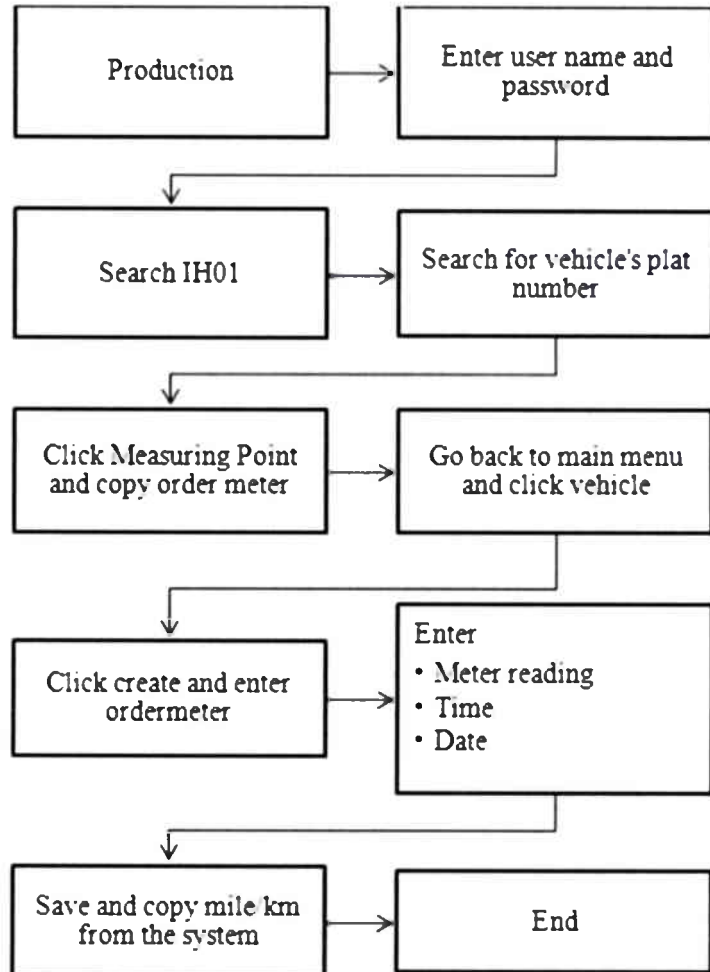 Production
Enter user name and
password
Search IH01
Search for vehicle's plat
number
Click Measuring Point
and copy order meter
Go back to main menu
and click vehicle
Click create and enter
ordermeter
Enter
• Meter reading
• Time
• Date
Save and copy mile/km
from the system
End